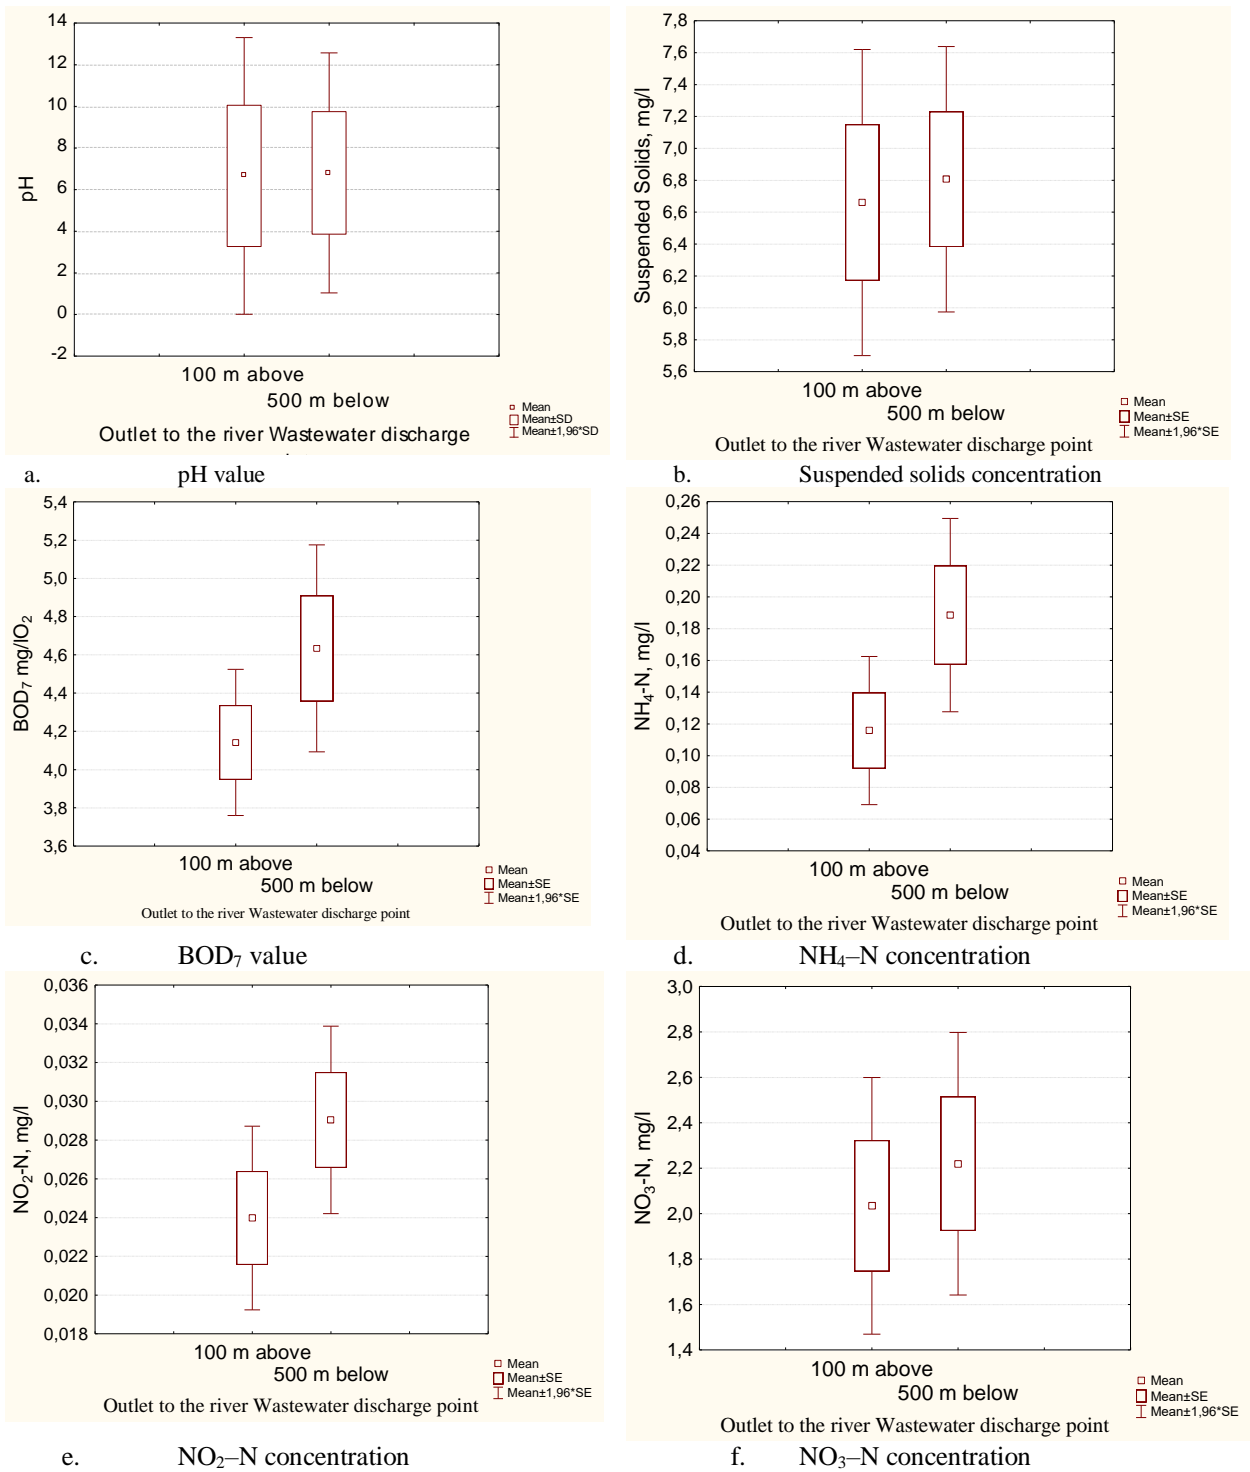 14
12
10
8
6
4
2
0
-2
pH
100 m above
500 m below
Outlet to the river Wastewater discharge
Mean
Mean±SD
Mean±1,96*SD
a. pH value
7,8
7,6
7,4
7,2
7,0
6,8
6,6
6,4
6,2
6,0
5,8
5,6
Suspended Solids, mg/l
100 m above
500 m below
Outlet to the river Wastewater discharge point
Mean
Mean±SE
Mean±1,96*SE
b. Suspended solids concentration
5,4
5,2
5,0
4,8
4,6
4,4
4,2
4,0
3,8
3,6
BOD₇ mg/lO₂
100 m above
500 m below
Outlet to the river Wastewater discharge point
Mean
Mean±SE
Mean±1,96*SE
c. BOD₇ value
0,26
0,24
0,22
0,20
0,18
0,16
0,14
0,12
0,10
0,08
0,06
0,04
NH₄-N, mg/l
100 m above
500 m below
Outlet to the river Wastewater discharge point
Mean
Mean±SE
Mean±1,96*SE
d. NH₄–N concentration
0,036
0,034
0,032
0,030
0,028
0,026
0,024
0,022
0,020
0,018
NO₂-N, mg/l
100 m above
500 m below
Outlet to the river Wastewater discharge point
Mean
Mean±SE
Mean±1,96*SE
e. NO₂–N concentration
3,0
2,8
2,6
2,4
2,2
2,0
1,8
1,6
1,4
NO₃-N, mg/l
100 m above
500 m below
Outlet to the river Wastewater discharge point
Mean
Mean±SE
Mean±1,96*SE
f. NO₃–N concentration